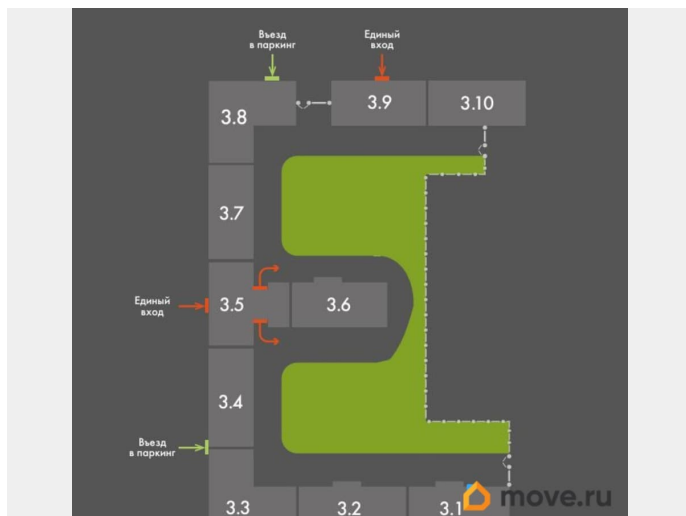 Въезд
в паркинг
Единый
вход
3.8
3.9
3.10
3.7
Единый
вход
3.5
3.6
3.4
Въезд
в паркинг
3.3
3.2
3.1
move.ru